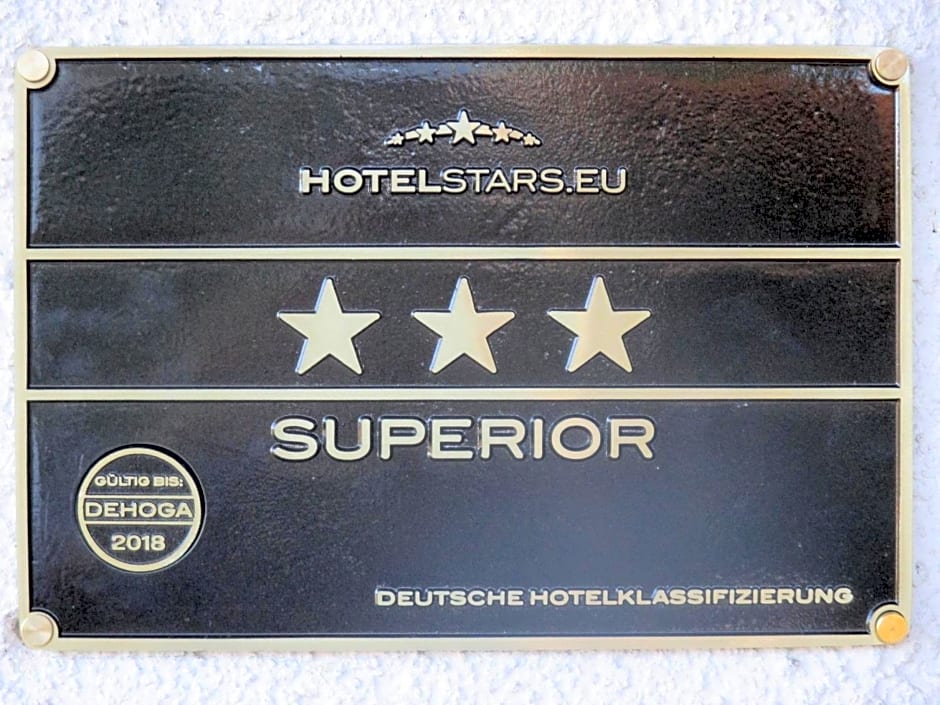 HOTELSTARS.EU
SUPERIOR
GÜLTIG BIS:
DEHOGA
2018
DEUTSCHE HOTELKLASSIFIZIERUNG